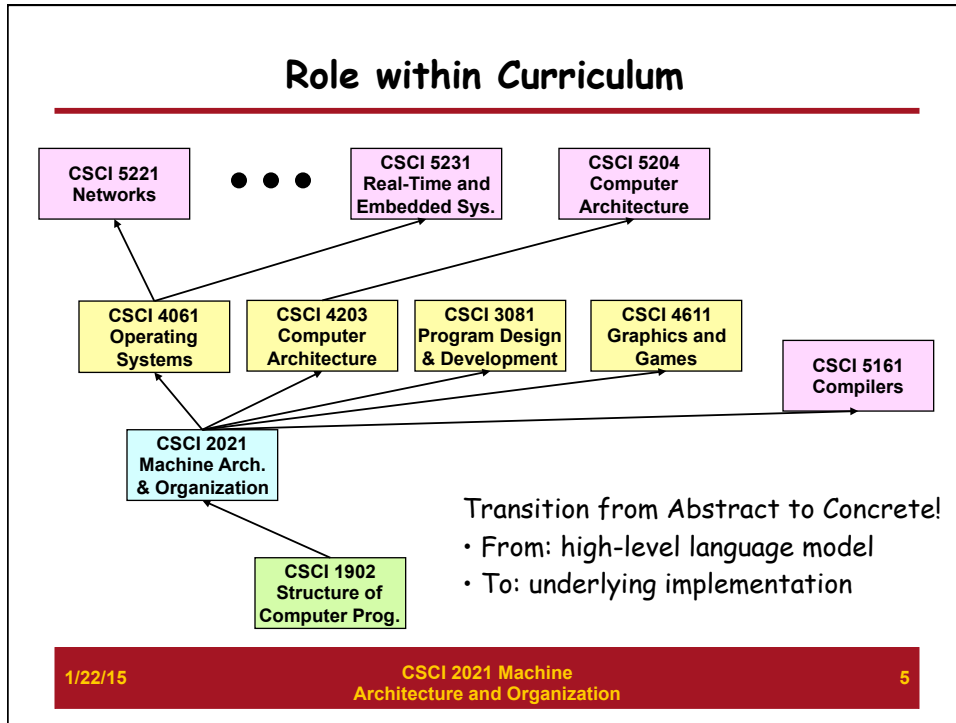 Role within Curriculum
CSCI 5221
Networks
● ● ●
CSCI 5231
Real-Time and
Embedded Sys.
CSCI 5204
Computer
Architecture
CSCI 4061
Operating
Systems
CSCI 4203
Computer
Architecture
CSCI 3081
Program Design
& Development
CSCI 4611
Graphics and
Games
CSCI 5161
Compilers
CSCI 2021
Machine Arch.
& Organization
CSCI 1902
Structure of
Computer Prog.
Transition from Abstract to Concrete!
• From: high-level language model
• To: underlying implementation
1/22/15
CSCI 2021 Machine
Architecture and Organization
5